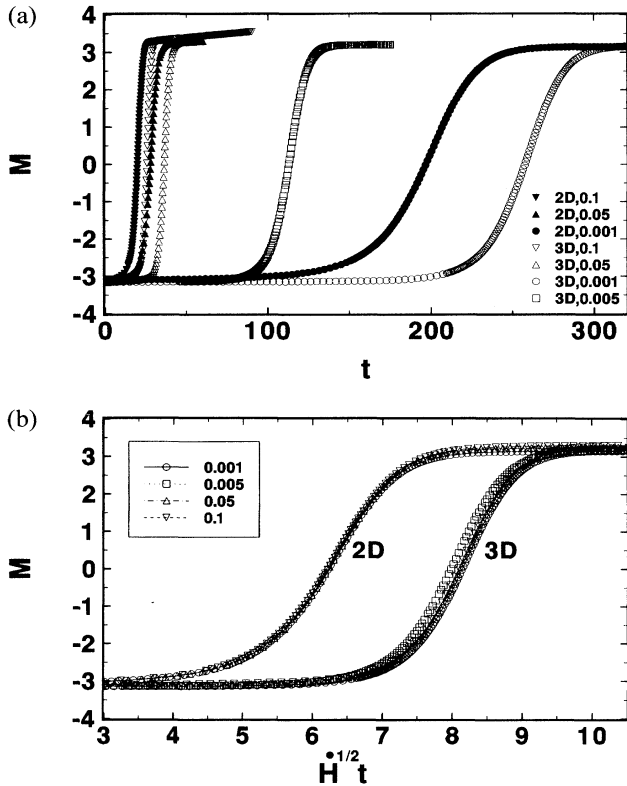 (a)
4
3
2
1
0
-1
-2
-3
-4
M
2D,0.1
2D,0.05
2D,0.001
3D,0.1
3D,0.05
3D,0.001
3D,0.005
0 100 200 300
t
(b)
4
3
2
1
0
-1
-2
-3
-4
M
0.001
0.005
0.05
0.1
2D 3D
3 4 5 6 7 8 9 10
Ḣ1/2t